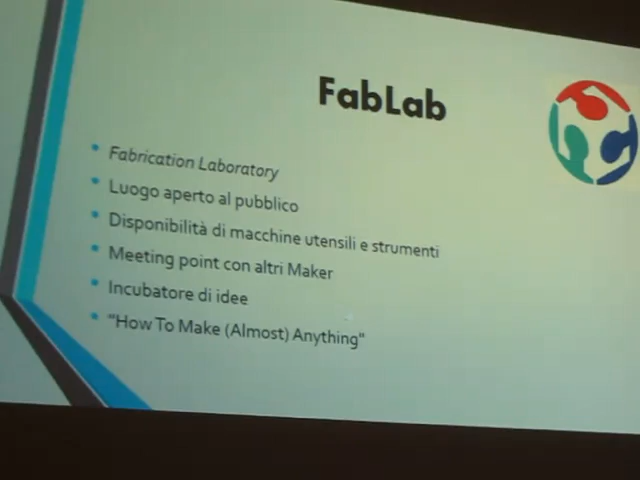 FabLab
Fabrication Laboratory
Luogo aperto al pubblico
Disponibilità di macchine utensili e strumenti
Meeting point con altri Maker
Incubatore di idee
"How To Make (Almost) Anything"